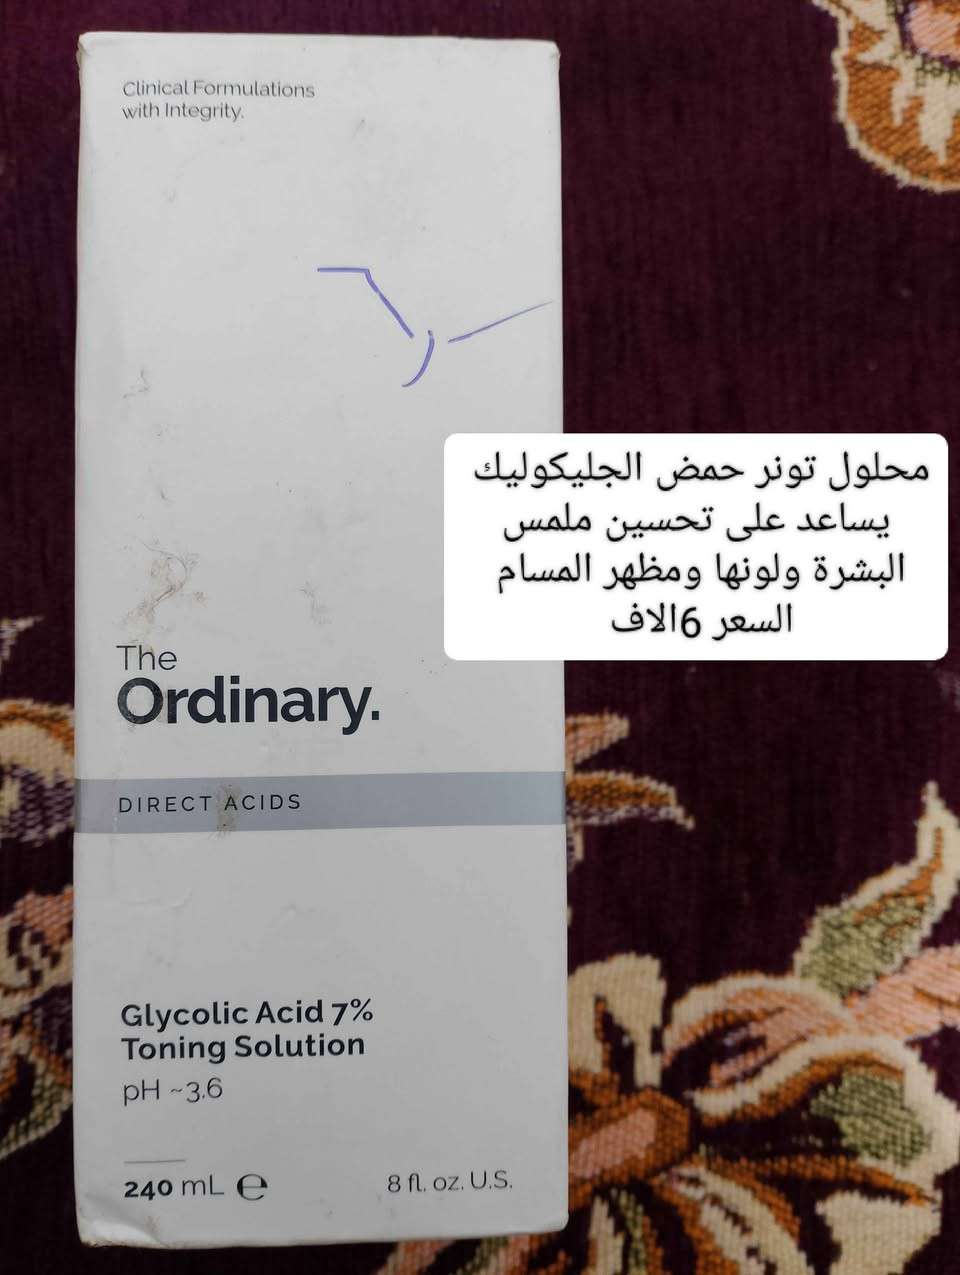 Clinical Formulations
with Integrity.
محلول تونر حمض الجليكوليك
يساعد على تحسين ملمس
البشرة ولونها ومظهر المسام
السعر 6الاف
The
Ordinary.
DIRECT ACIDS
Glycolic Acid 7%
Toning Solution
pH ~3.6
240 mL ℮
8 fl. oz. U.S.